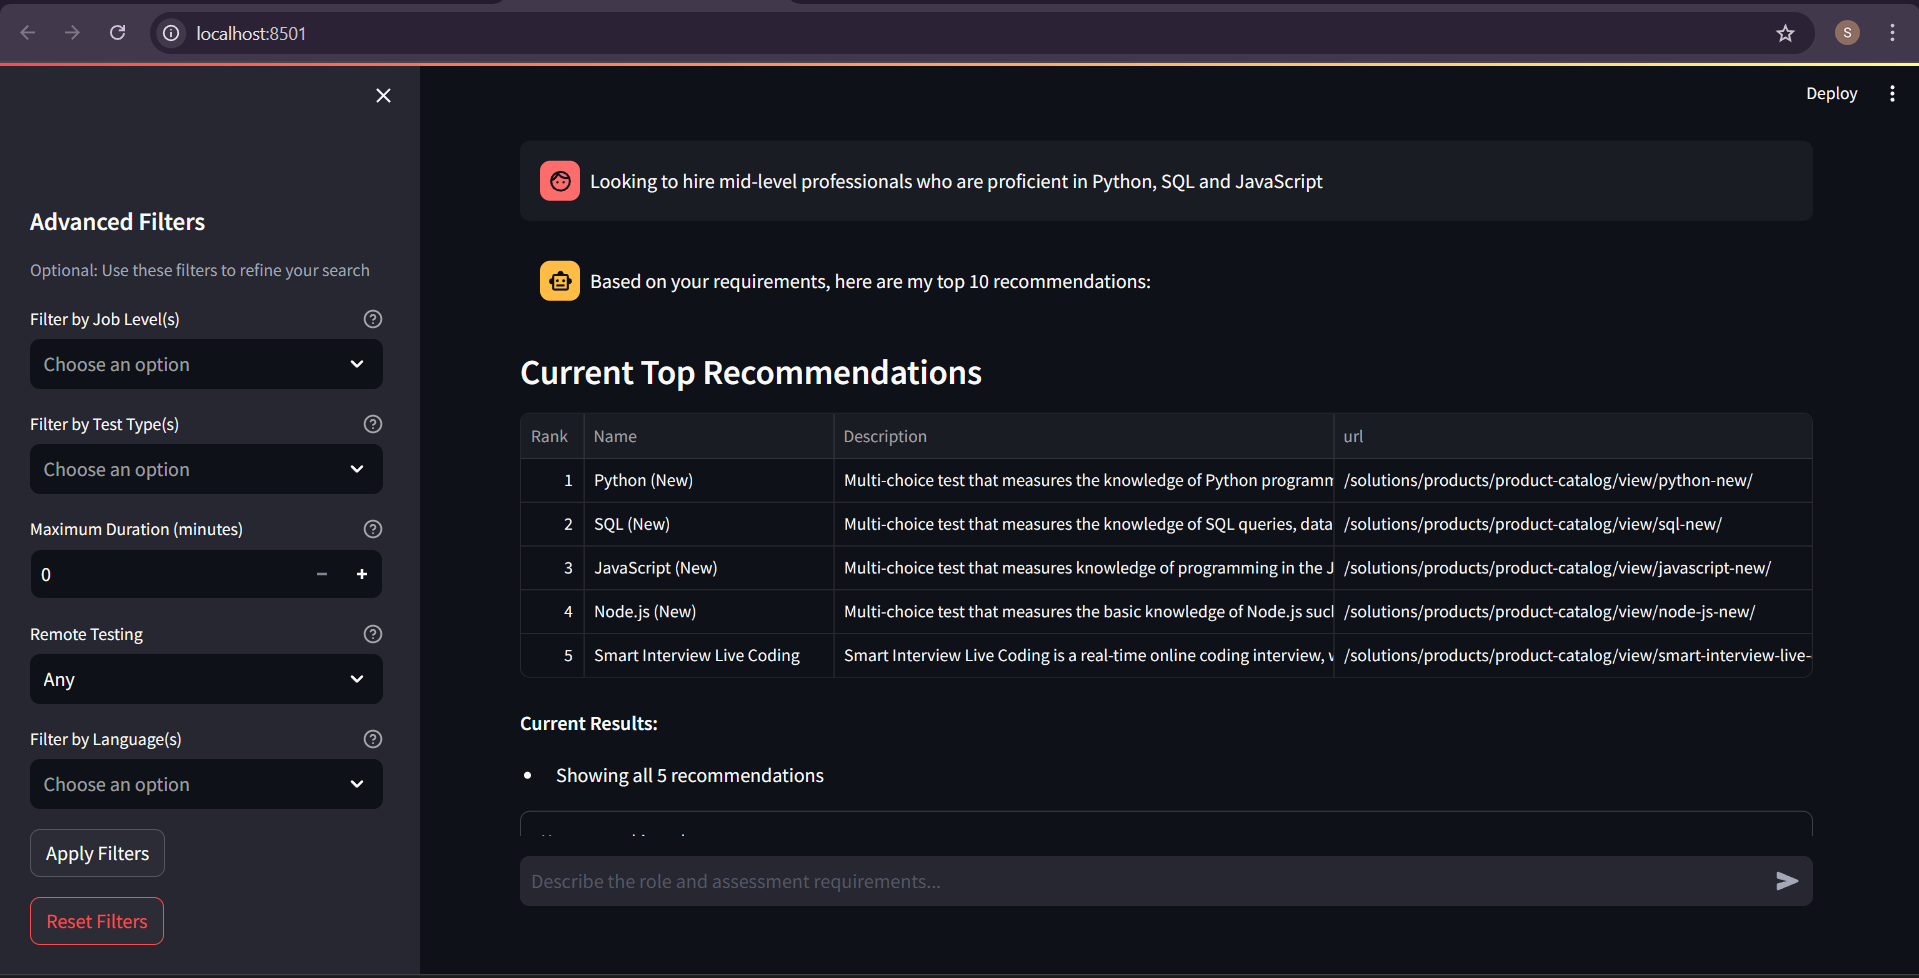 localhost:8501
S
Deploy
Advanced Filters
Optional: Use these filters to refine your search
Filter by Job Level(s)
Choose an option
Filter by Test Type(s)
Choose an option
Maximum Duration (minutes)
0
Remote Testing
Any
Filter by Language(s)
Choose an option
Apply Filters
Reset Filters
Looking to hire mid-level professionals who are proficient in Python, SQL and JavaScript
Based on your requirements, here are my top 10 recommendations:
Current Top Recommendations
Rank Name Description url
1 Python (New) Multi-choice test that measures the knowledge of Python programm /solutions/products/product-catalog/view/python-new/
2 SQL (New) Multi-choice test that measures the knowledge of SQL queries, data /solutions/products/product-catalog/view/sql-new/
3 JavaScript (New) Multi-choice test that measures knowledge of programming in the J /solutions/products/product-catalog/view/javascript-new/
4 Node.js (New) Multi-choice test that measures the basic knowledge of Node.js such /solutions/products/product-catalog/view/node-js-new/
5 Smart Interview Live Coding Smart Interview Live Coding is a real-time online coding interview, /solutions/products/product-catalog/view/smart-interview-live-
Current Results:
• Showing all 5 recommendations
Describe the role and assessment requirements...